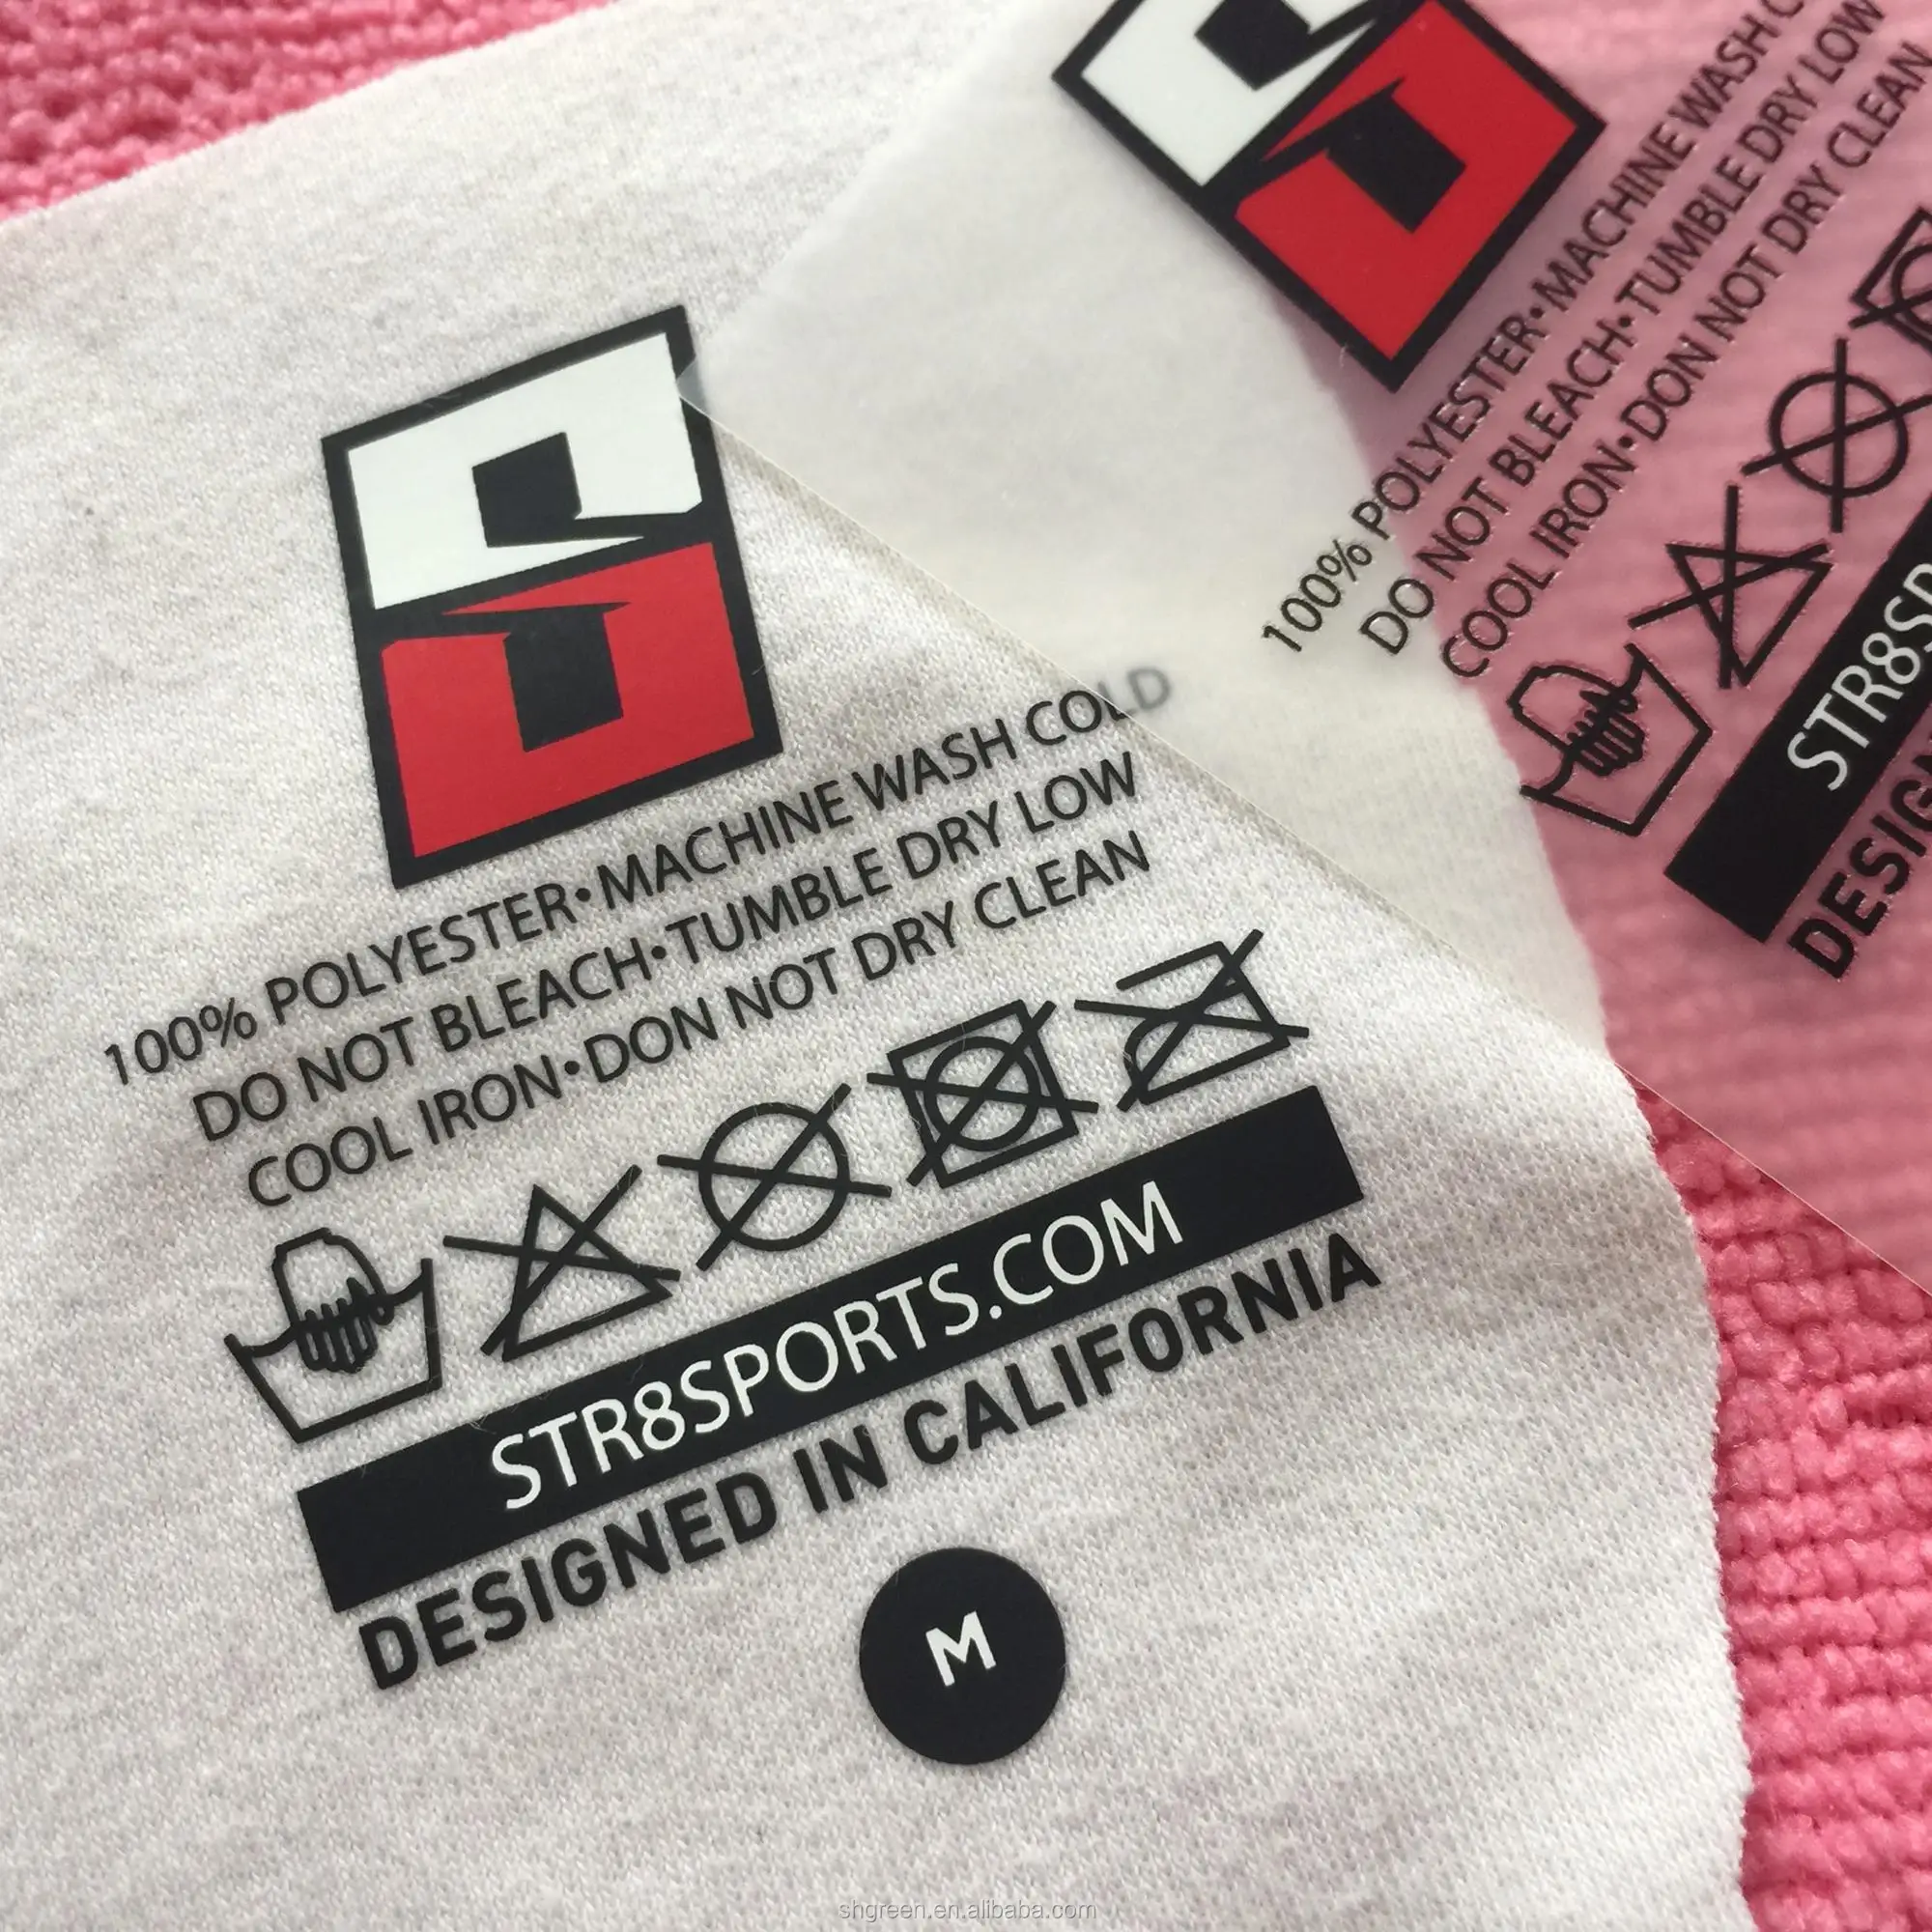 100% POLYESTER•MACHINE WASH COLD
DO NOT BLEACH•TUMBLE DRY LOW
COOL IRON•DON NOT DRY CLEAN
STR8SPORTS.COM
DESIGNED IN CALIFORNIA
M
100% POLYESTER•MACHINE WASH C
DO NOT BLEACH•TUMBLE DRY LOW
COOL IRON•DON NOT DRY CLEAN
STR8SP
DESIGN
shgreen.en.alibaba.com